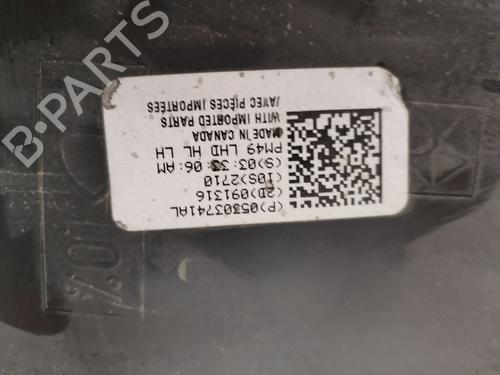 (P)05303741AL
(2D)091316
(10S)2710
(S)03:33:06:AM
PM49 LHD HL LH
MADE IN CANADA
WITH IMPORTED PARTS
/AVEC PIÈCES IMPORTÉES
B-PARTS